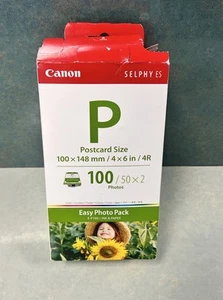 Canon
SELPHY ES
P
Postcard Size
100 × 148 mm / 4 × 6 in / 4R
100 / 50 × 2
Photos
Easy Photo Pack